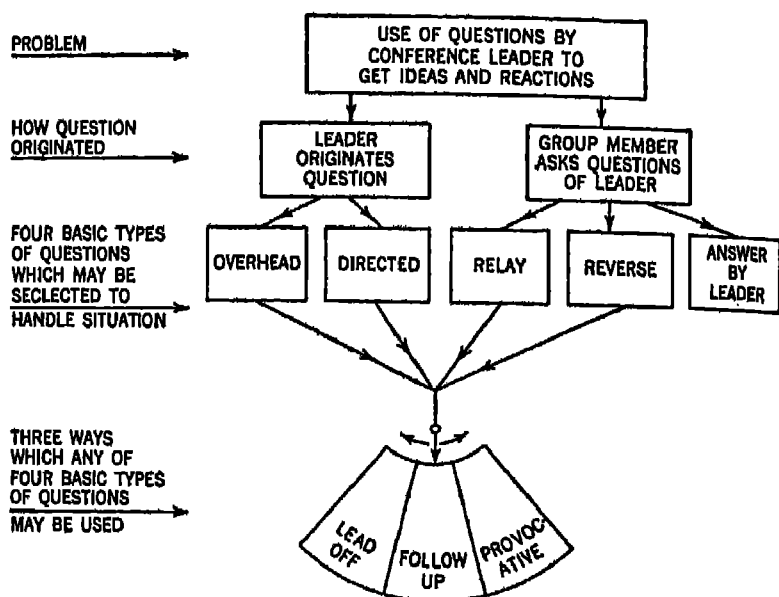 PROBLEM
USE OF QUESTIONS BY
CONFERENCE LEADER TO
GET IDEAS AND REACTIONS
HOW QUESTION
ORIGINATED
LEADER
ORIGINATES
QUESTION
GROUP MEMBER
ASKS QUESTIONS
OF LEADER
FOUR BASIC TYPES
OF QUESTIONS
WHICH MAY BE
SECLECTED TO
HANDLE SITUATION
OVERHEAD
DIRECTED
RELAY
REVERSE
ANSWER
BY
LEADER
THREE WAYS
WHICH ANY OF
FOUR BASIC TYPES
OF QUESTIONS
MAY BE USED
LEAD
OFF
FOLLOW
UP
PROVOC-
ATIVE